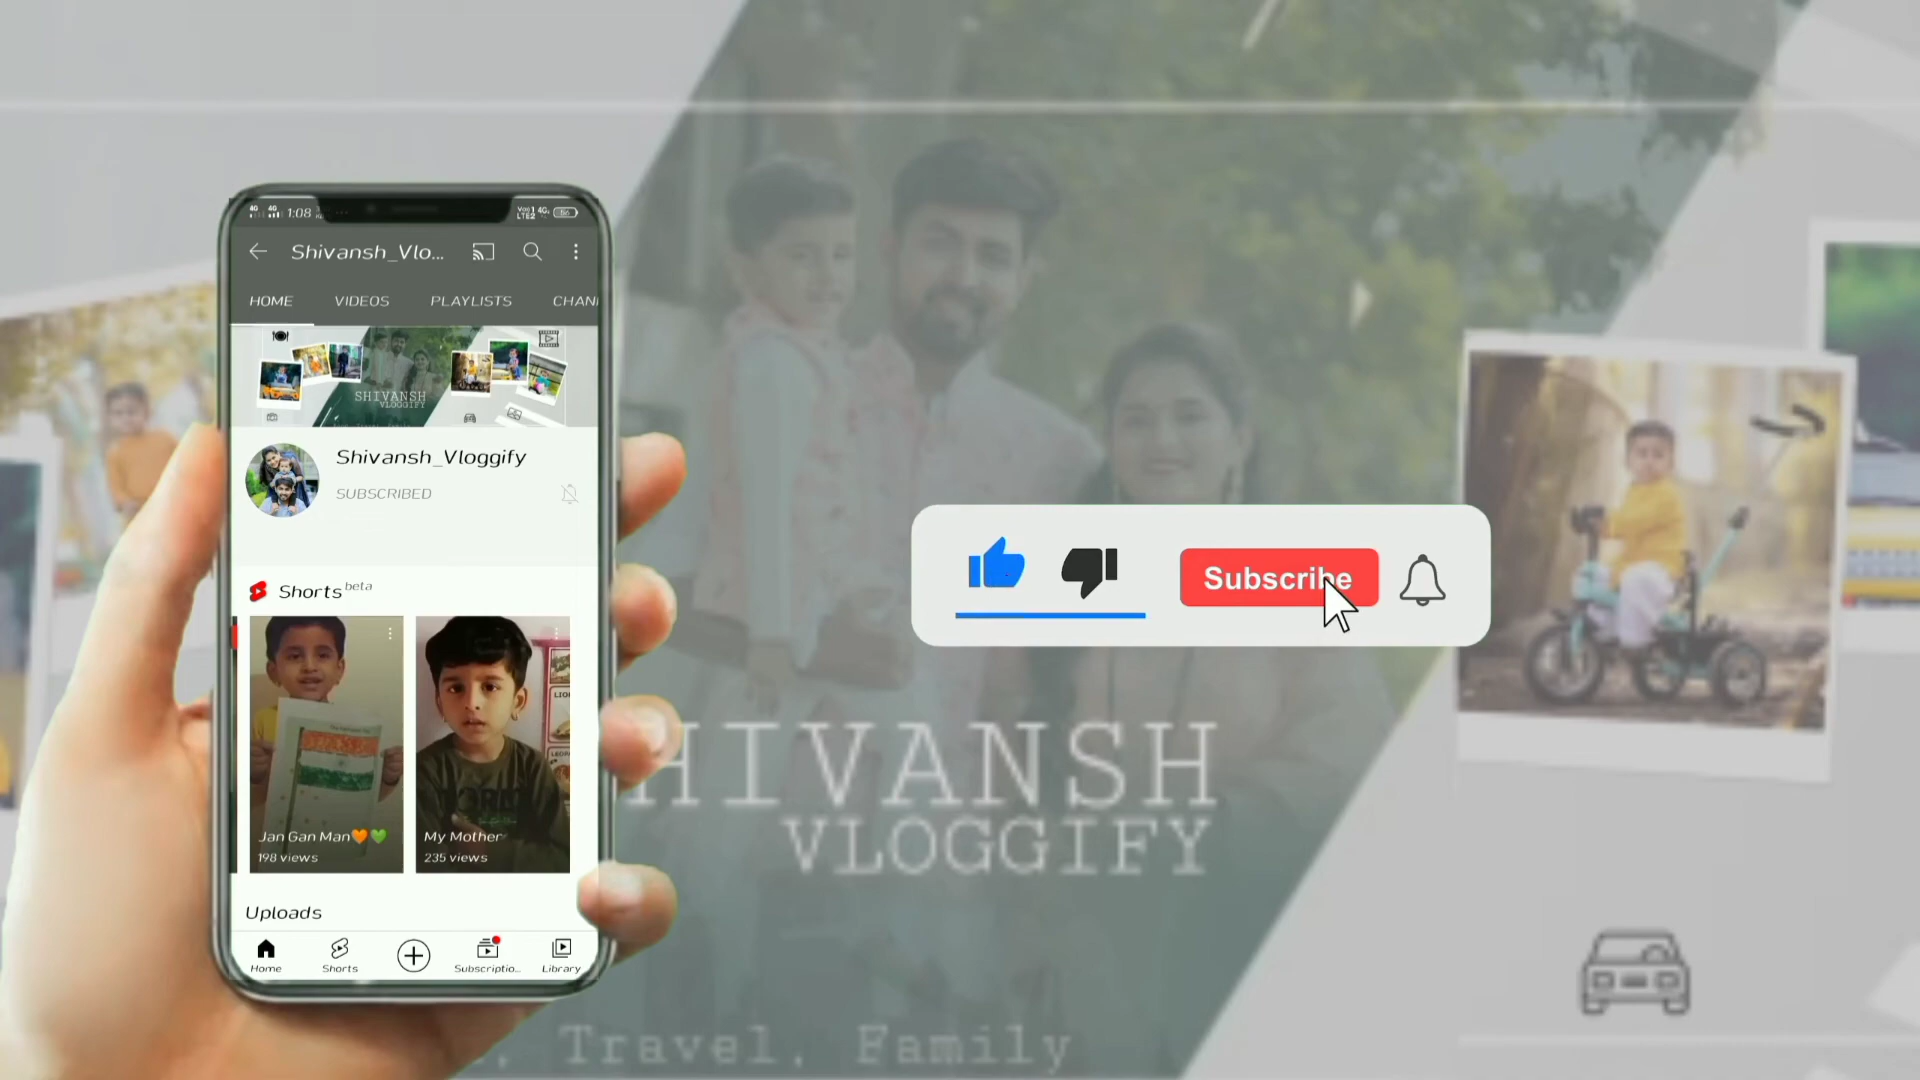 1:08
Shivansh_Vlo...
HOME VIDEOS PLAYLISTS CHAN
SHIVANSH
VLOGGIFY
Shivansh_Vloggify
SUBSCRIBED
Shorts beta
Jan Gan Man🧡💚
198 views
My Mother
235 views
Uploads
Home Shorts Subscriptio... Library
Subscribe
HIVANSH
VLOGGIFY
, Travel, Family